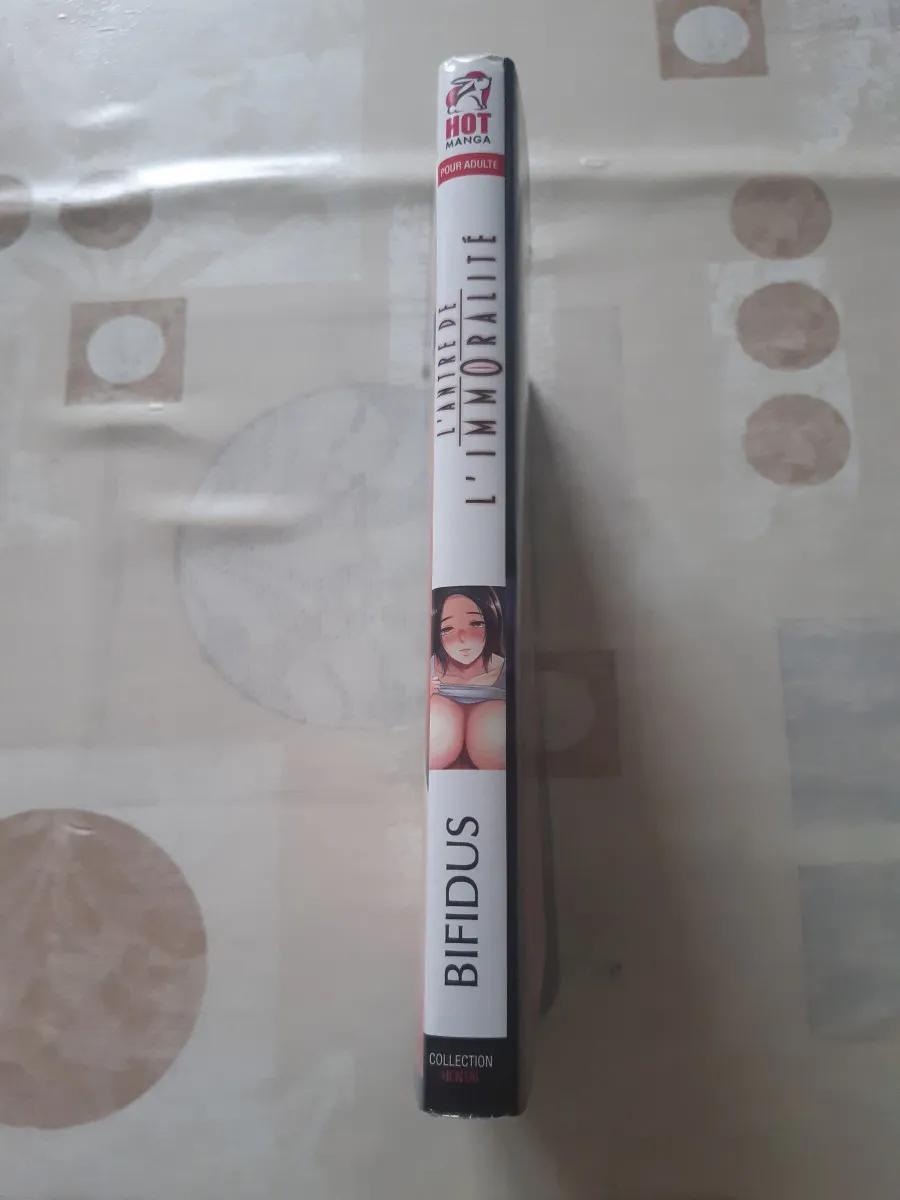 HOT
MANGA
POUR ADULTE
L'ANTRE DE
L'IMMORALITÉ
BIFIDUS
COLLECTION
HENTAI